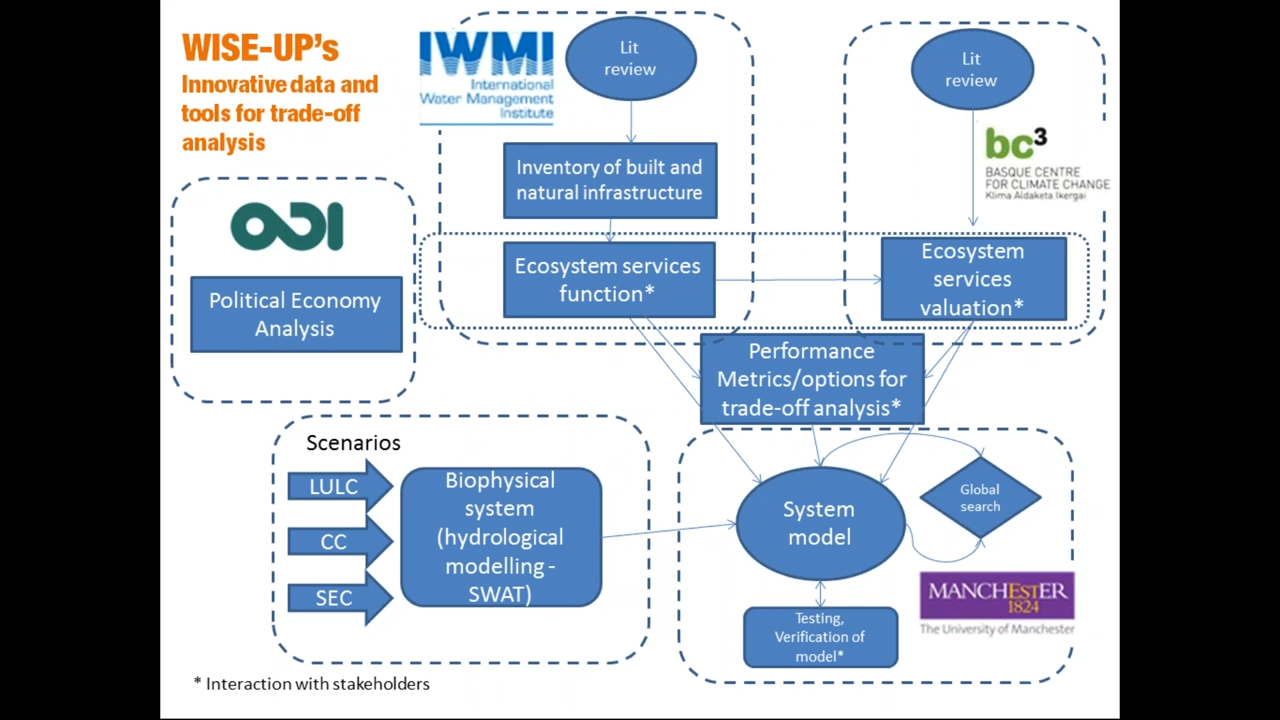 WISE-UP's
Innovative data and
tools for trade-off
analysis
IWMI
International
Water Management
Institute
Lit
review
Lit
review
bc³
BASQUE CENTRE
FOR CLIMATE CHANGE
Klima Aldaketa Ikergai
Inventory of built and
natural infrastructure
ODI
Political Economy
Analysis
Ecosystem services
function*
Ecosystem
services
valuation*
Performance
Metrics/options for
trade-off analysis*
Scenarios
LULC
CC
SEC
Biophysical
system
(hydrological
modelling -
SWAT)
System
model
Global
search
Testing,
Verification of
model*
MANCHESTER
1824
The University of Manchester
* Interaction with stakeholders